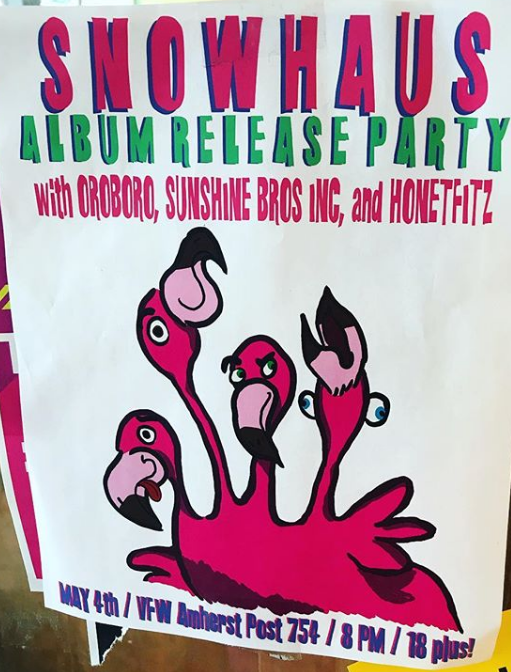 SNOWHAUS
ALBUM RELEASE PARTY
with OROBORO, SUNSHINE BROS INC, and HONETFITZ
MAY 4th / VFW Amherst Post 754 / 8 PM / 18 plus!